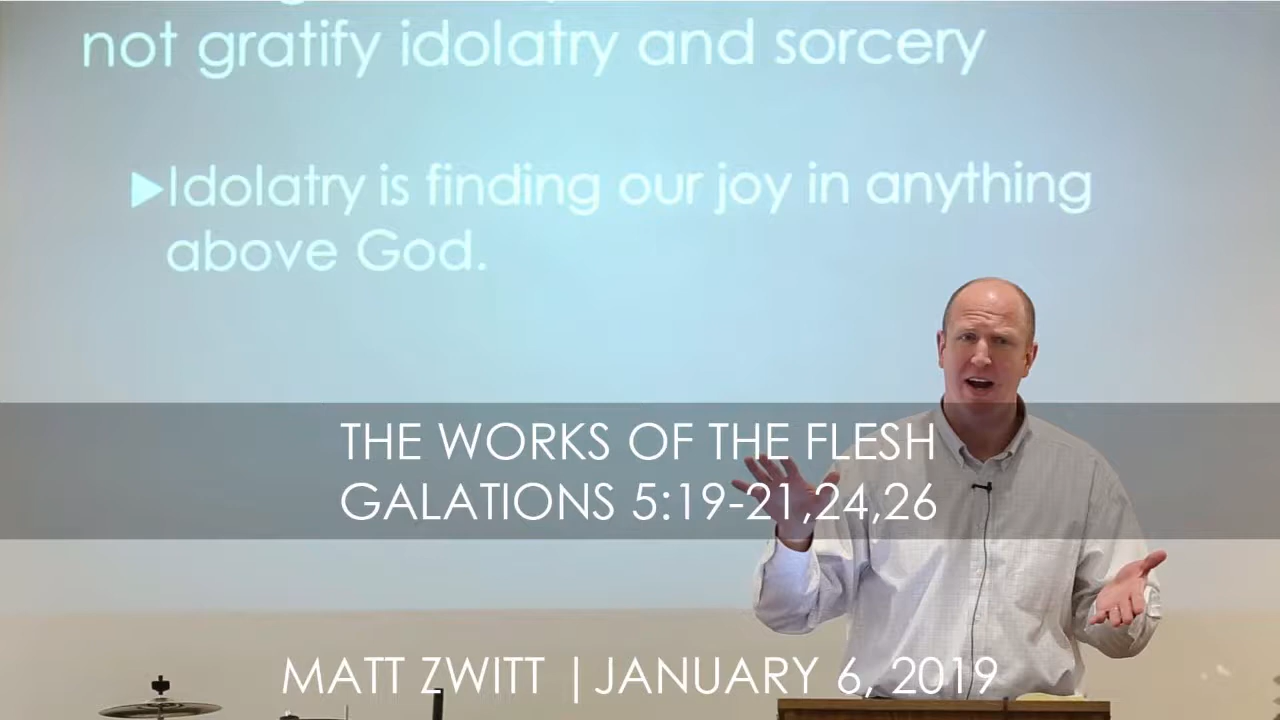 not gratify idolatry and sorcery
▶Idolatry is finding our joy in anything
above God.
THE WORKS OF THE FLESH
GALATIONS 5:19-21,24,26
MATT ZWITT | JANUARY 6, 2019